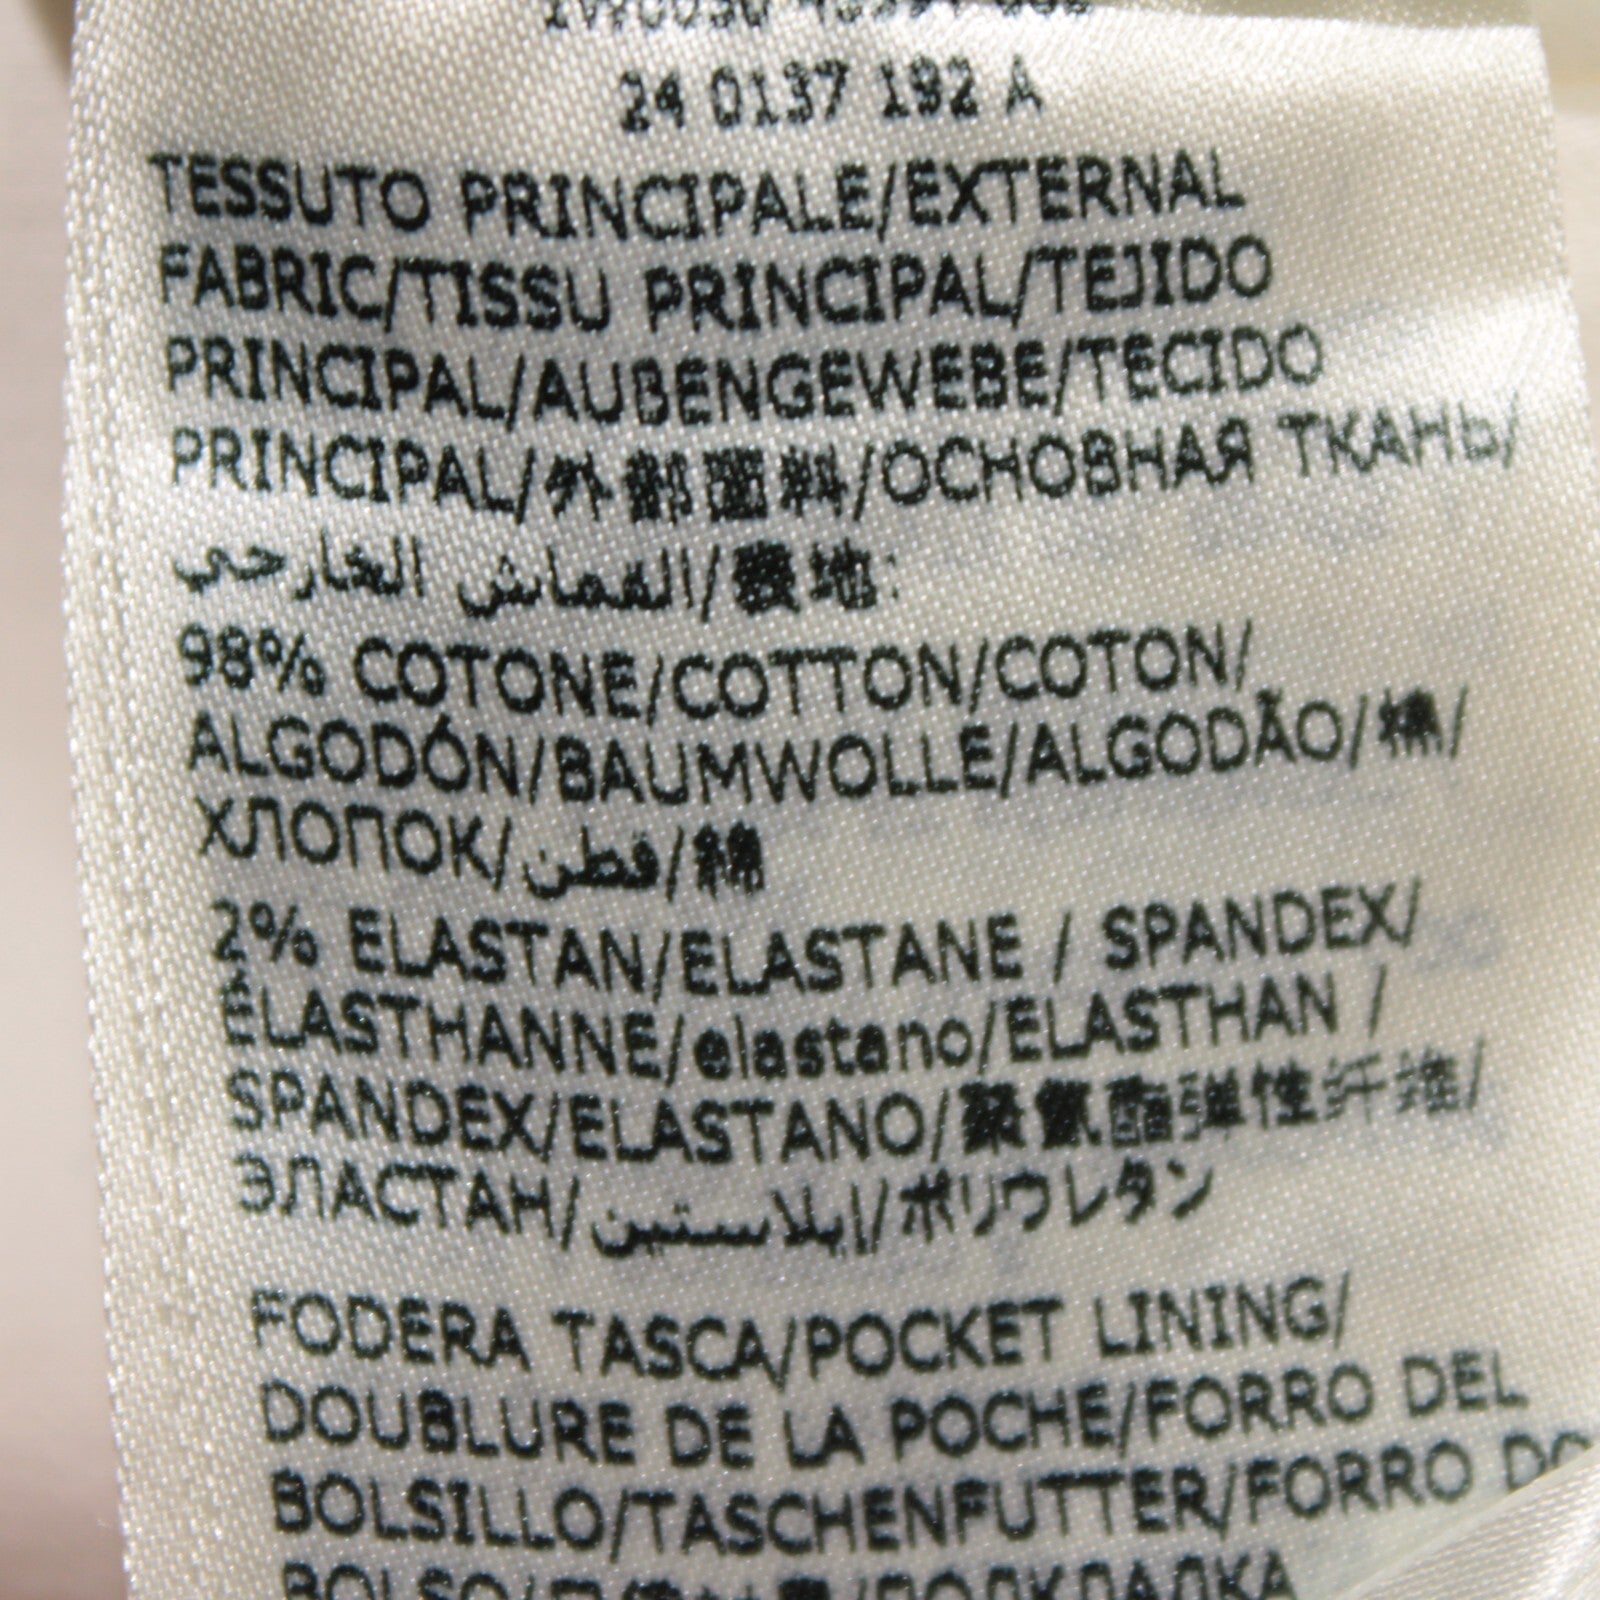 24 0137 192 A
TESSUTO PRINCIPALE/EXTERNAL
FABRIC/TISSU PRINCIPAL/TEJIDO
PRINCIPAL/AUBENGEWEBE/TECIDO
PRINCIPAL/外部面料/ОСНОВНАЯ ТКАНЬ/
القماش الخارجي/表地:
98% COTONE/COTTON/COTON/
ALGODÓN/BAUMWOLLE/ALGODÃO/棉/
ХЛОПОК/قطن/綿
2% ELASTAN/ELASTANE / SPANDEX/
ÉLASTHANNE/elastano/ELASTHAN /
SPANDEX/ELASTANO/聚氨酯弹性纤维/
ЭЛАСТАН/إيلاستين/ポリウレタン
FODERA TASCA/POCKET LINING/
DOUBLURE DE LA POCHE/FORRO DEL
BOLSILLO/TASCHENFUTTER/FORRO DO
BOLSO/ПОДКЛАДКА